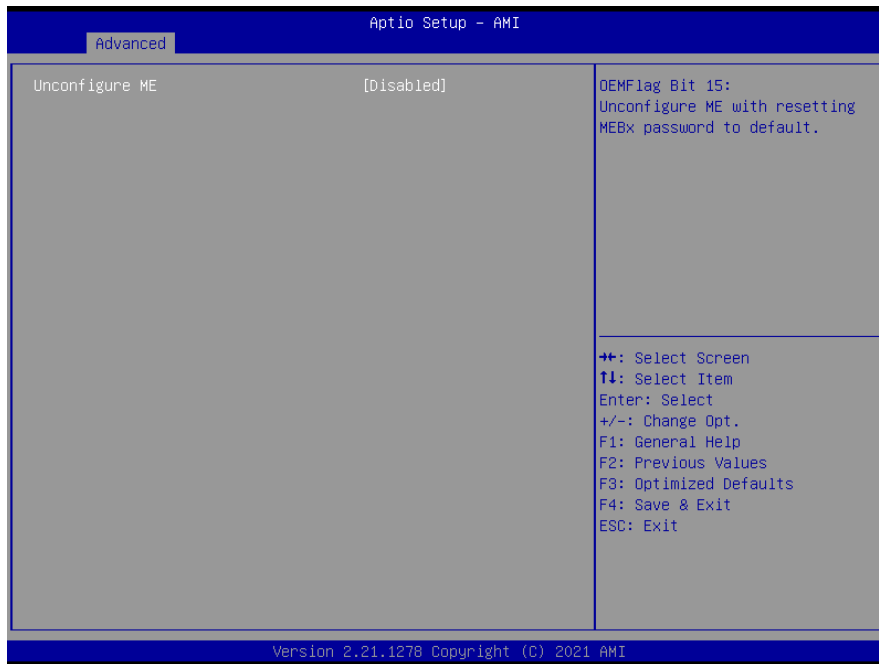 Aptio Setup – AMI
Advanced
Unconfigure ME [Disabled]
OEMFlag Bit 15:
Unconfigure ME with resetting
MEBx password to default.
→←: Select Screen
↑↓: Select Item
Enter: Select
+/-: Change Opt.
F1: General Help
F2: Previous Values
F3: Optimized Defaults
F4: Save & Exit
ESC: Exit
Version 2.21.1278 Copyright (C) 2021 AMI